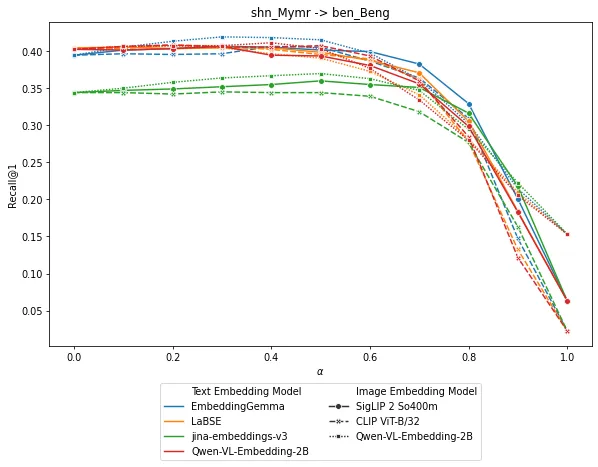 shn_Mymr -> ben_Beng
Recall@1
0.40
0.35
0.30
0.25
0.20
0.15
0.10
0.05
0.0
0.2
0.4
0.6
0.8
1.0
α
Text Embedding Model
EmbeddingGemma
LaBSE
jina-embeddings-v3
Qwen-VL-Embedding-2B
Image Embedding Model
SigLIP 2 So400m
CLIP ViT-B/32
Qwen-VL-Embedding-2B